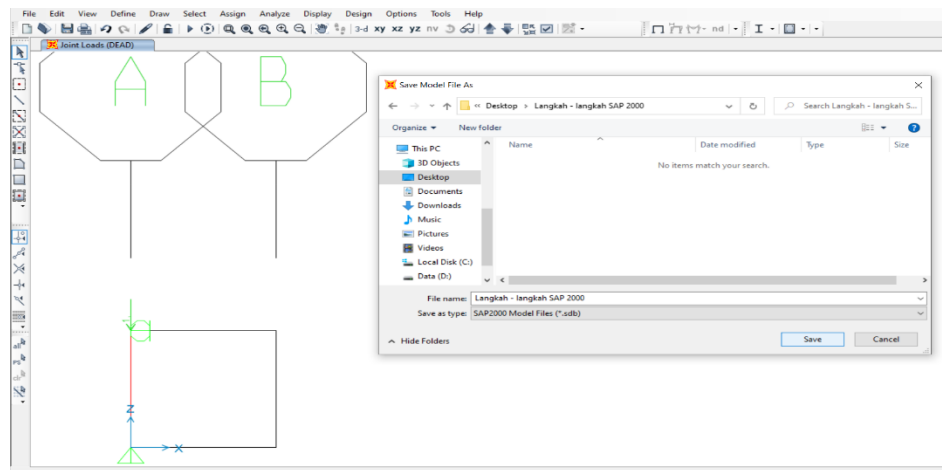 File Edit View Define Draw Select Assign Analyze Display Design Options Tools Help
3-d xy xz yz nv nd
Joint Loads (DEAD)
A B
Save Model File As
« Desktop › Langkah - langkah SAP 2000
Search Langkah - langkah S...
Organize New folder
This PC
3D Objects
Desktop
Documents
Downloads
Music
Pictures
Videos
Local Disk (C:)
Data (D:)
Name Date modified Type Size
No items match your search.
File name: Langkah - langkah SAP 2000
Save as type: SAP2000 Model Files (*.sdb)
Hide Folders
Save Cancel
all
PS
clr
Z
X